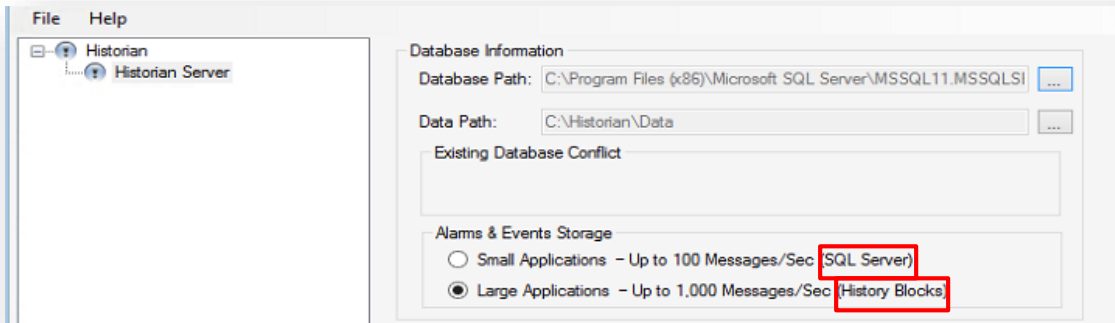 File Help
Historian
Historian Server
Database Information
Database Path: C:\Program Files (x86)\Microsoft SQL Server\MSSQL11.MSSQLSI ...
Data Path: C:\Historian\Data ...
Existing Database Conflict
Alarms & Events Storage
Small Applications – Up to 100 Messages/Sec (SQL Server)
Large Applications – Up to 1,000 Messages/Sec (History Blocks)